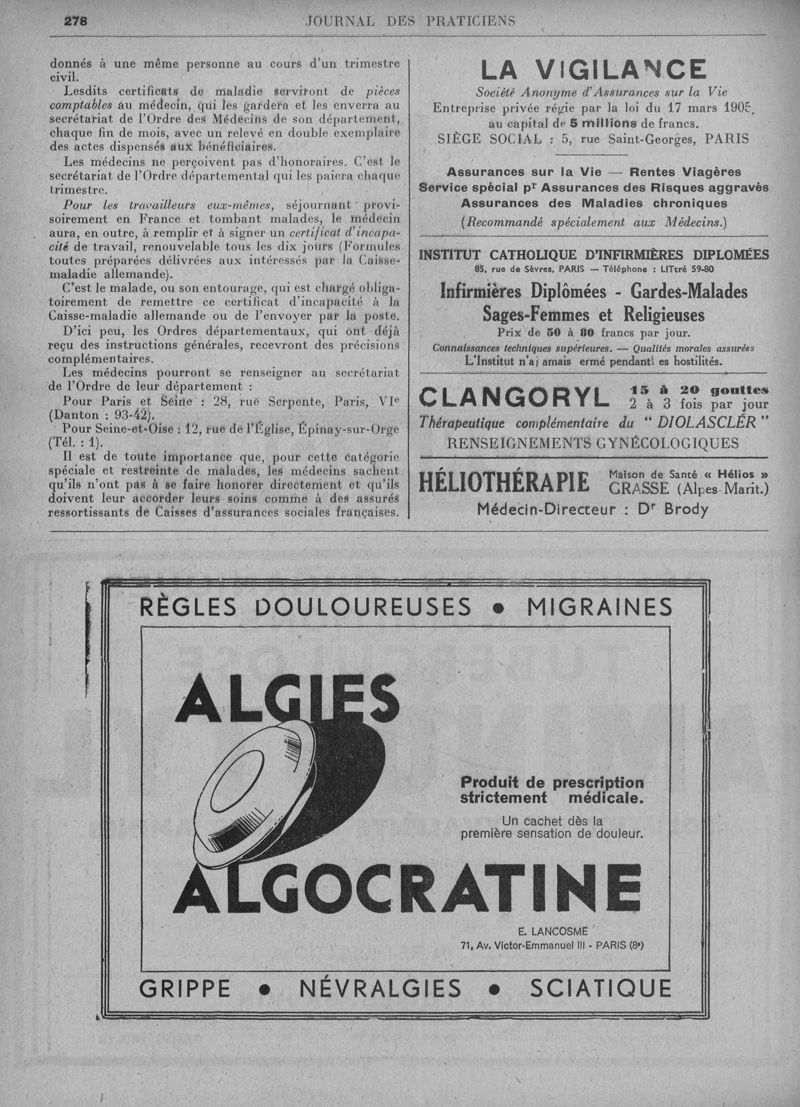 278
JOURNAL DES PRATICIENS
donnés à une même personne au cours d'un trimestre
civil.
Lesdits certificats de maladie serviront de pièces
comptables au médecin, qui les gardera et les enverra au
secrétariat de l'Ordre des Médecins de son département,
chaque fin de mois, avec un relevé en double exemplaire
des actes dispensés aux bénéficiaires.
Les médecins ne perçoivent pas d'honoraires. C'est le
secrétariat de l'Ordre départemental qui les paiera chaque
trimestre.
Pour les travailleurs eux-mêmes, séjournant provi-
soirement en France et tombant malades, le médecin
aura, en outre, à remplir et à signer un certificat d'incapa-
cité de travail, renouvelable tous les dix jours (Formules
toutes préparées délivrées aux intéressés par la Caisse-
maladie allemande).
C'est le malade, ou son entourage, qui est chargé obliga-
toirement de remettre ce certificat d'incapacité à la
Caisse-maladie allemande ou de l'envoyer par la poste.
D'ici peu, les Ordres départementaux, qui ont déjà
reçu des instructions générales, recevront des précisions
complémentaires.
Les médecins pourront se renseigner au secrétariat
de l'Ordre de leur département :
Pour Paris et Seine : 28, rue Serpente, Paris, VIe
(Danton : 93-42).
Pour Seine-et-Oise : 12, rue de l'Église, Épinay-sur-Orge
(Tél. : 1).
Il est de toute importance que, pour cette catégorie
spéciale et restreinte de malades, les médecins sachent
qu'ils n'ont pas à se faire honorer directement et qu'ils
doivent leur accorder leurs soins comme à des assurés
ressortissants de Caisses d'assurances sociales françaises.
LA VIGILANCE
Société Anonyme d'Assurances sur la Vie
Entreprise privée régie par la loi du 17 mars 1905,
au capital de 5 millions de francs.
SIÈGE SOCIAL : 5, rue Saint-Georges, PARIS
Assurances sur la Vie — Rentes Viagères
Service spécial pr Assurances des Risques aggravés
Assurances des Maladies chroniques
(Recommandé spécialement aux Médecins.)
INSTITUT CATHOLIQUE D'INFIRMIÈRES DIPLOMÉES
85, rue de Sèvres, PARIS — Téléphone : LITtré 59-80
Infirmières Diplômées - Gardes-Malades
Sages-Femmes et Religieuses
Prix de 50 à 80 francs par jour.
Connaissances techniques supérieures. — Qualités morales assurées
L'Institut n'a j amais ermé pendant l es hostilités.
CLANGORYL 15 à 20 gouttes
2 à 3 fois par jour
Thérapeutique complémentaire du " DIOLASCLER "
RENSEIGNEMENTS GYNÉCOLOGIQUES
HÉLIOTHÉRAPIE Maison de Santé « Hélios »
GRASSE (Alpes-Marit.)
Médecin-Directeur : Dr Brody
RÈGLES DOULOUREUSES • MIGRAINES
ALGIES
Produit de prescription
strictement médicale.
Un cachet dès la
première sensation de douleur.
ALGOCRATINE
E. LANCOSME
71, Av. Victor-Emmanuel III - PARIS (8e)
GRIPPE • NÉVRALGIES • SCIATIQUE